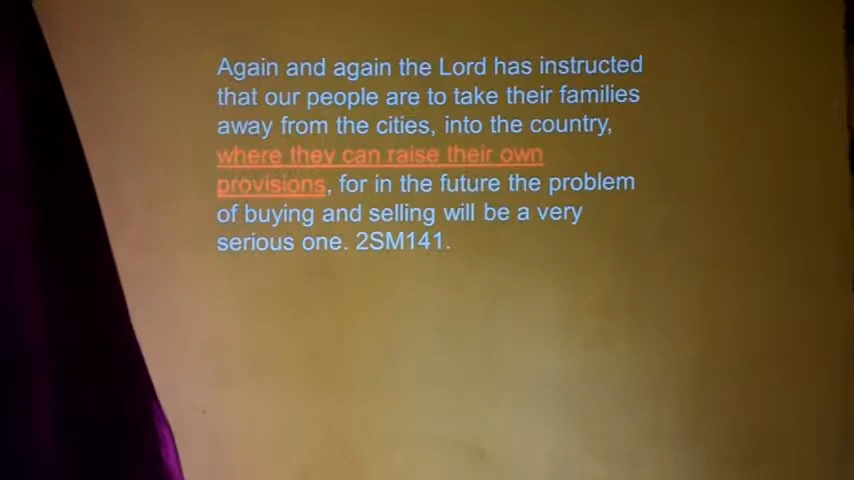 Again and again the Lord has instructed
that our people are to take their families
away from the cities, into the country,
where they can raise their own
provisions, for in the future the problem
of buying and selling will be a very
serious one. 2SM141.